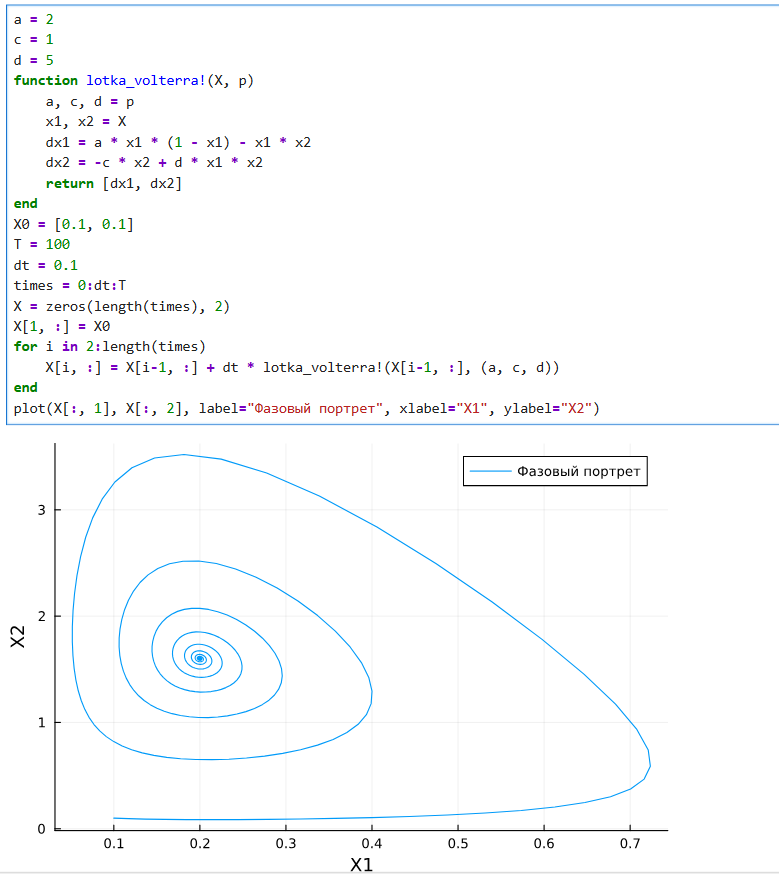 a = 2
c = 1
d = 5
function lotka_volterra!(X, p)
    a, c, d = p
    x1, x2 = X
    dx1 = a * x1 * (1 - x1) - x1 * x2
    dx2 = -c * x2 + d * x1 * x2
    return [dx1, dx2]
end
X0 = [0.1, 0.1]
T = 100
dt = 0.1
times = 0:dt:T
X = zeros(length(times), 2)
X[1, :] = X0
for i in 2:length(times)
    X[i, :] = X[i-1, :] + dt * lotka_volterra!(X[i-1, :], (a, c, d))
end
plot(X[:, 1], X[:, 2], label="Фазовый портрет", xlabel="X1", ylabel="X2")
Фазовый портрет
3
2
1
0
X2
0.1 0.2 0.3 0.4 0.5 0.6 0.7
X1